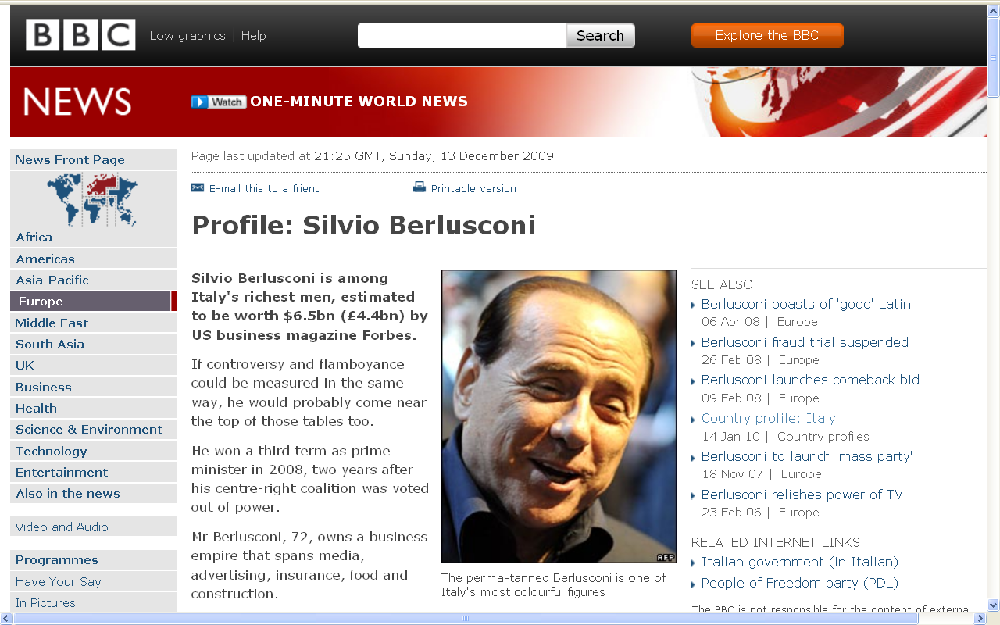 BBC
Low graphics
Help
Search
Explore the BBC
NEWS
Watch ONE-MINUTE WORLD NEWS
News Front Page
Africa
Americas
Asia-Pacific
Europe
Middle East
South Asia
UK
Business
Health
Science & Environment
Technology
Entertainment
Also in the news
Video and Audio
Programmes
Have Your Say
In Pictures
Page last updated at 21:25 GMT, Sunday, 13 December 2009
E-mail this to a friend
Printable version
Profile: Silvio Berlusconi
Silvio Berlusconi is among
Italy's richest men, estimated
to be worth $6.5bn (£4.4bn) by
US business magazine Forbes.
If controversy and flamboyance
could be measured in the same
way, he would probably come near
the top of those tables too.
He won a third term as prime
minister in 2008, two years after
his centre-right coalition was voted
out of power.
Mr Berlusconi, 72, owns a business
empire that spans media,
advertising, insurance, food and
construction.
AFP
The perma-tanned Berlusconi is one of
Italy's most colourful figures
SEE ALSO
Berlusconi boasts of 'good' Latin
06 Apr 08 | Europe
Berlusconi fraud trial suspended
26 Feb 08 | Europe
Berlusconi launches comeback bid
09 Feb 08 | Europe
Country profile: Italy
14 Jan 10 | Country profiles
Berlusconi to launch 'mass party'
18 Nov 07 | Europe
Berlusconi relishes power of TV
23 Feb 06 | Europe
RELATED INTERNET LINKS
Italian government (in Italian)
People of Freedom party (PDL)
The BBC is not responsible for the content of external